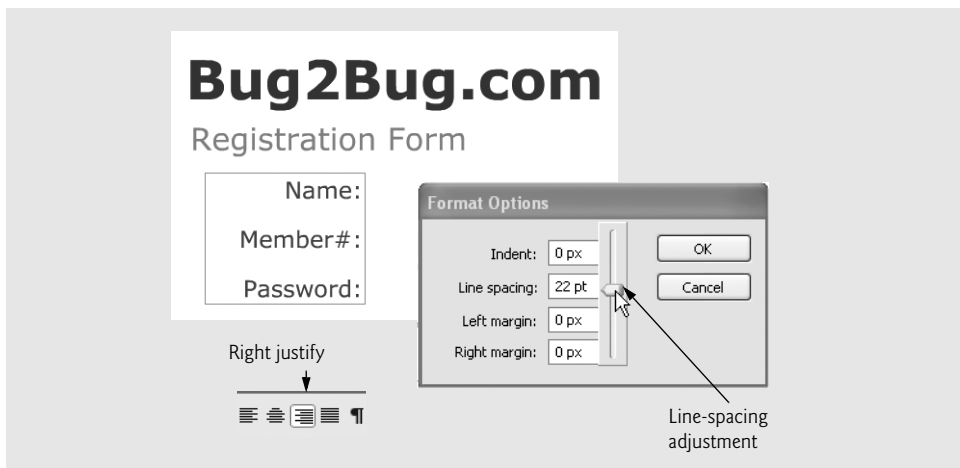 Bug2Bug.com
Registration Form
Name:
Member#:
Password:
Format Options
Indent: 0 px
Line spacing: 22 pt
Left margin: 0 px
Right margin: 0 px
OK
Cancel
Right justify
¶
Line-spacing
adjustment